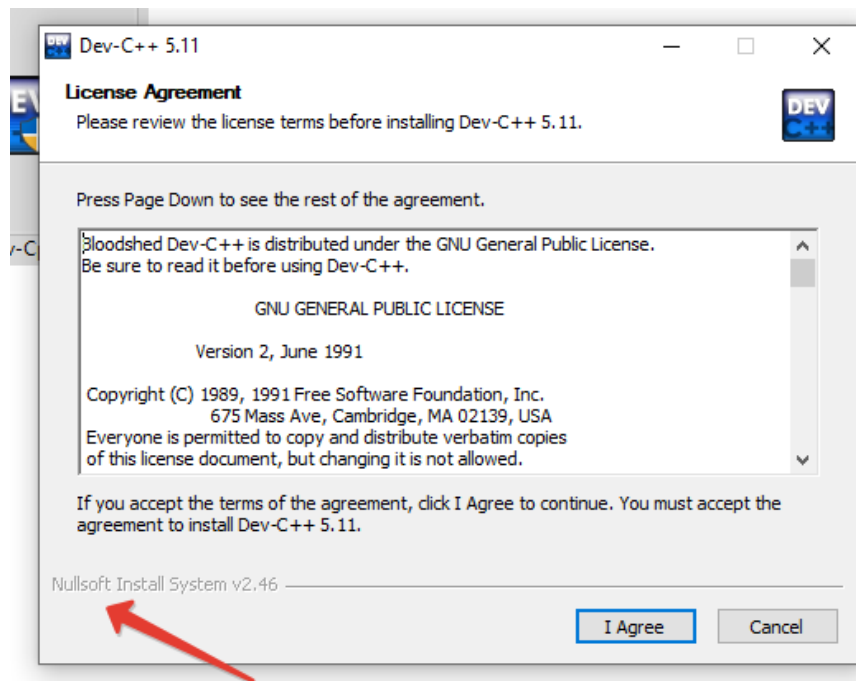 Dev-C++ 5.11
License Agreement
Please review the license terms before installing Dev-C++ 5.11.
DEV
C++
Press Page Down to see the rest of the agreement.
Bloodshed Dev-C++ is distributed under the GNU General Public License.
Be sure to read it before using Dev-C++.
GNU GENERAL PUBLIC LICENSE
Version 2, June 1991
Copyright (C) 1989, 1991 Free Software Foundation, Inc.
675 Mass Ave, Cambridge, MA 02139, USA
Everyone is permitted to copy and distribute verbatim copies
of this license document, but changing it is not allowed.
If you accept the terms of the agreement, click I Agree to continue. You must accept the
agreement to install Dev-C++ 5.11.
Nullsoft Install System v2.46
I Agree
Cancel